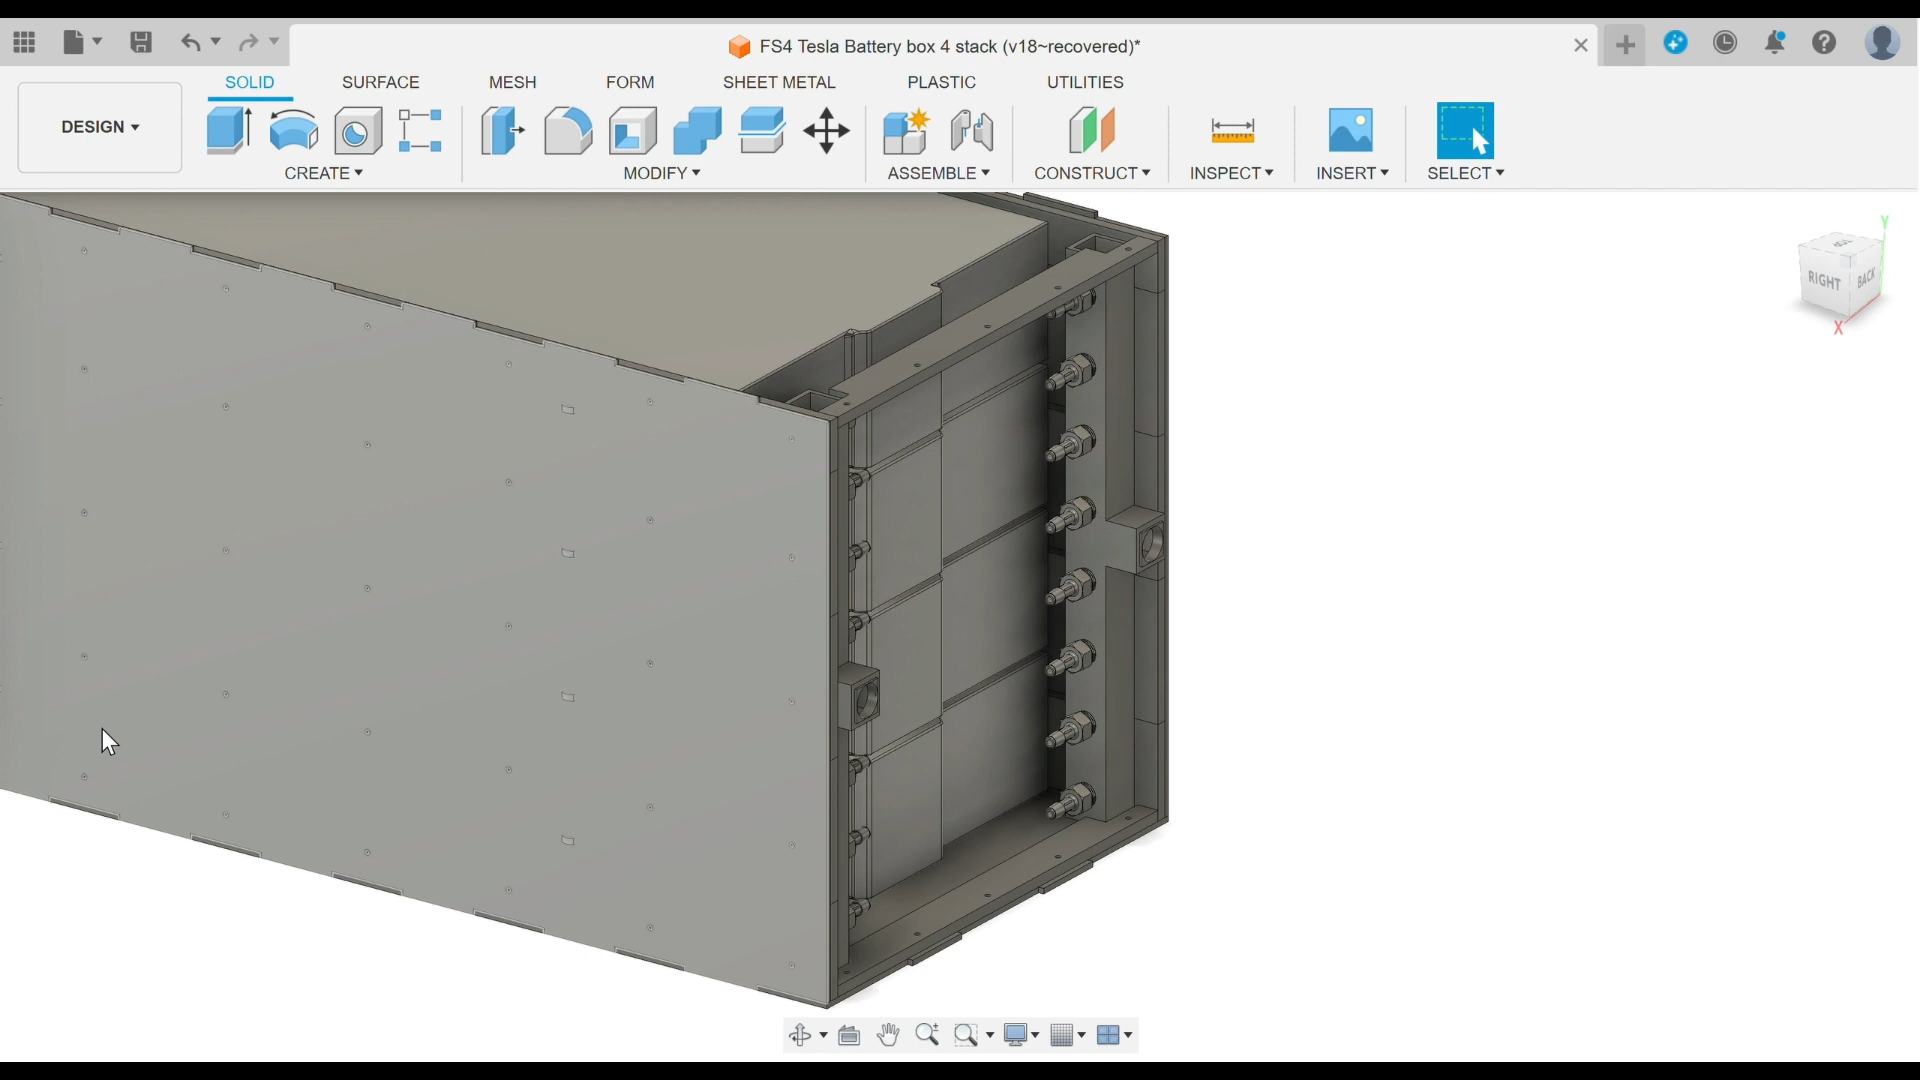 FS4 Tesla Battery box 4 stack (v18~recovered)*
SOLID SURFACE MESH FORM SHEET METAL PLASTIC UTILITIES
DESIGN
CREATE MODIFY ASSEMBLE CONSTRUCT INSPECT INSERT SELECT
Y
TOP
RIGHT BACK
X